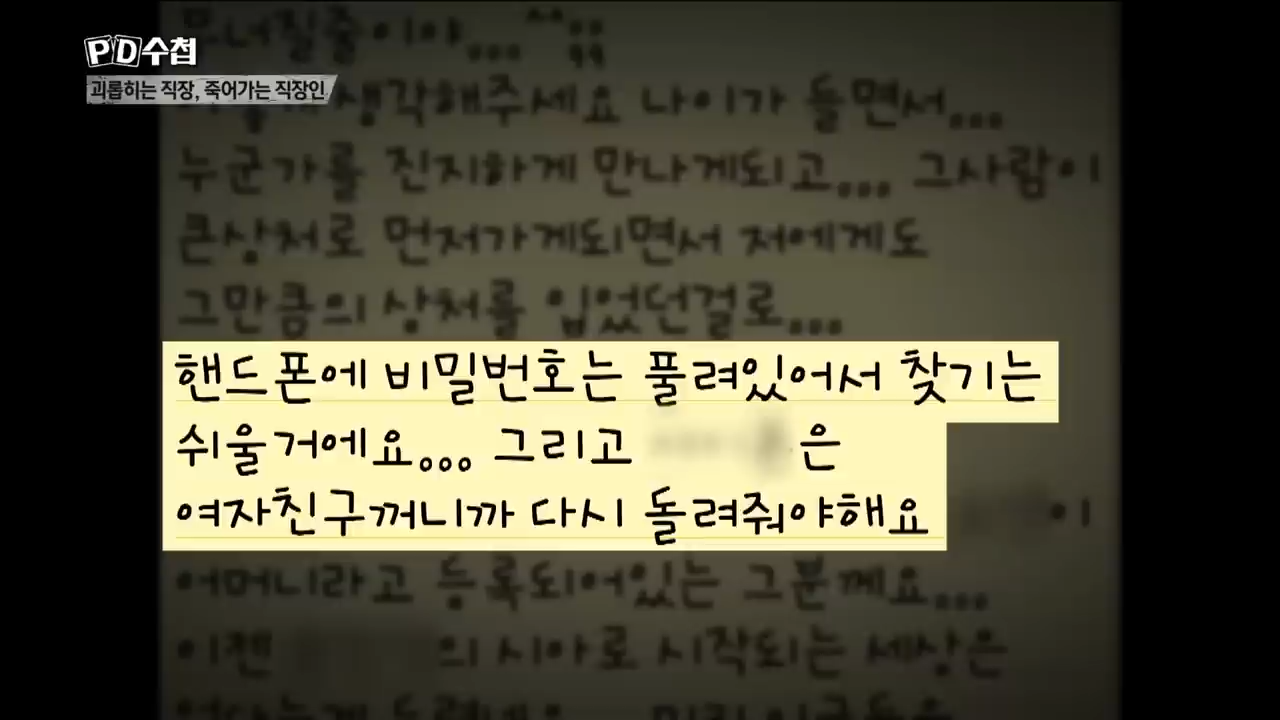 PD수첩
괴롭히는 직장, 죽어가는 직장인
생각해주세요 나이가 들면서...
누군가를 진지하게 만나게되고... 그사람이
큰상처로 먼저가게되면서 저에게도
그만큼의 상처를 입었던걸로...
핸드폰에 비밀번호는 풀려있어서 찾기는
쉬울거에요... 그리고 은
여자친구꺼니까 다시 돌려줘야해요
이
어머니라고 등록되어있는 그분께요...
이젠 의 시아로 시작되는 세상은